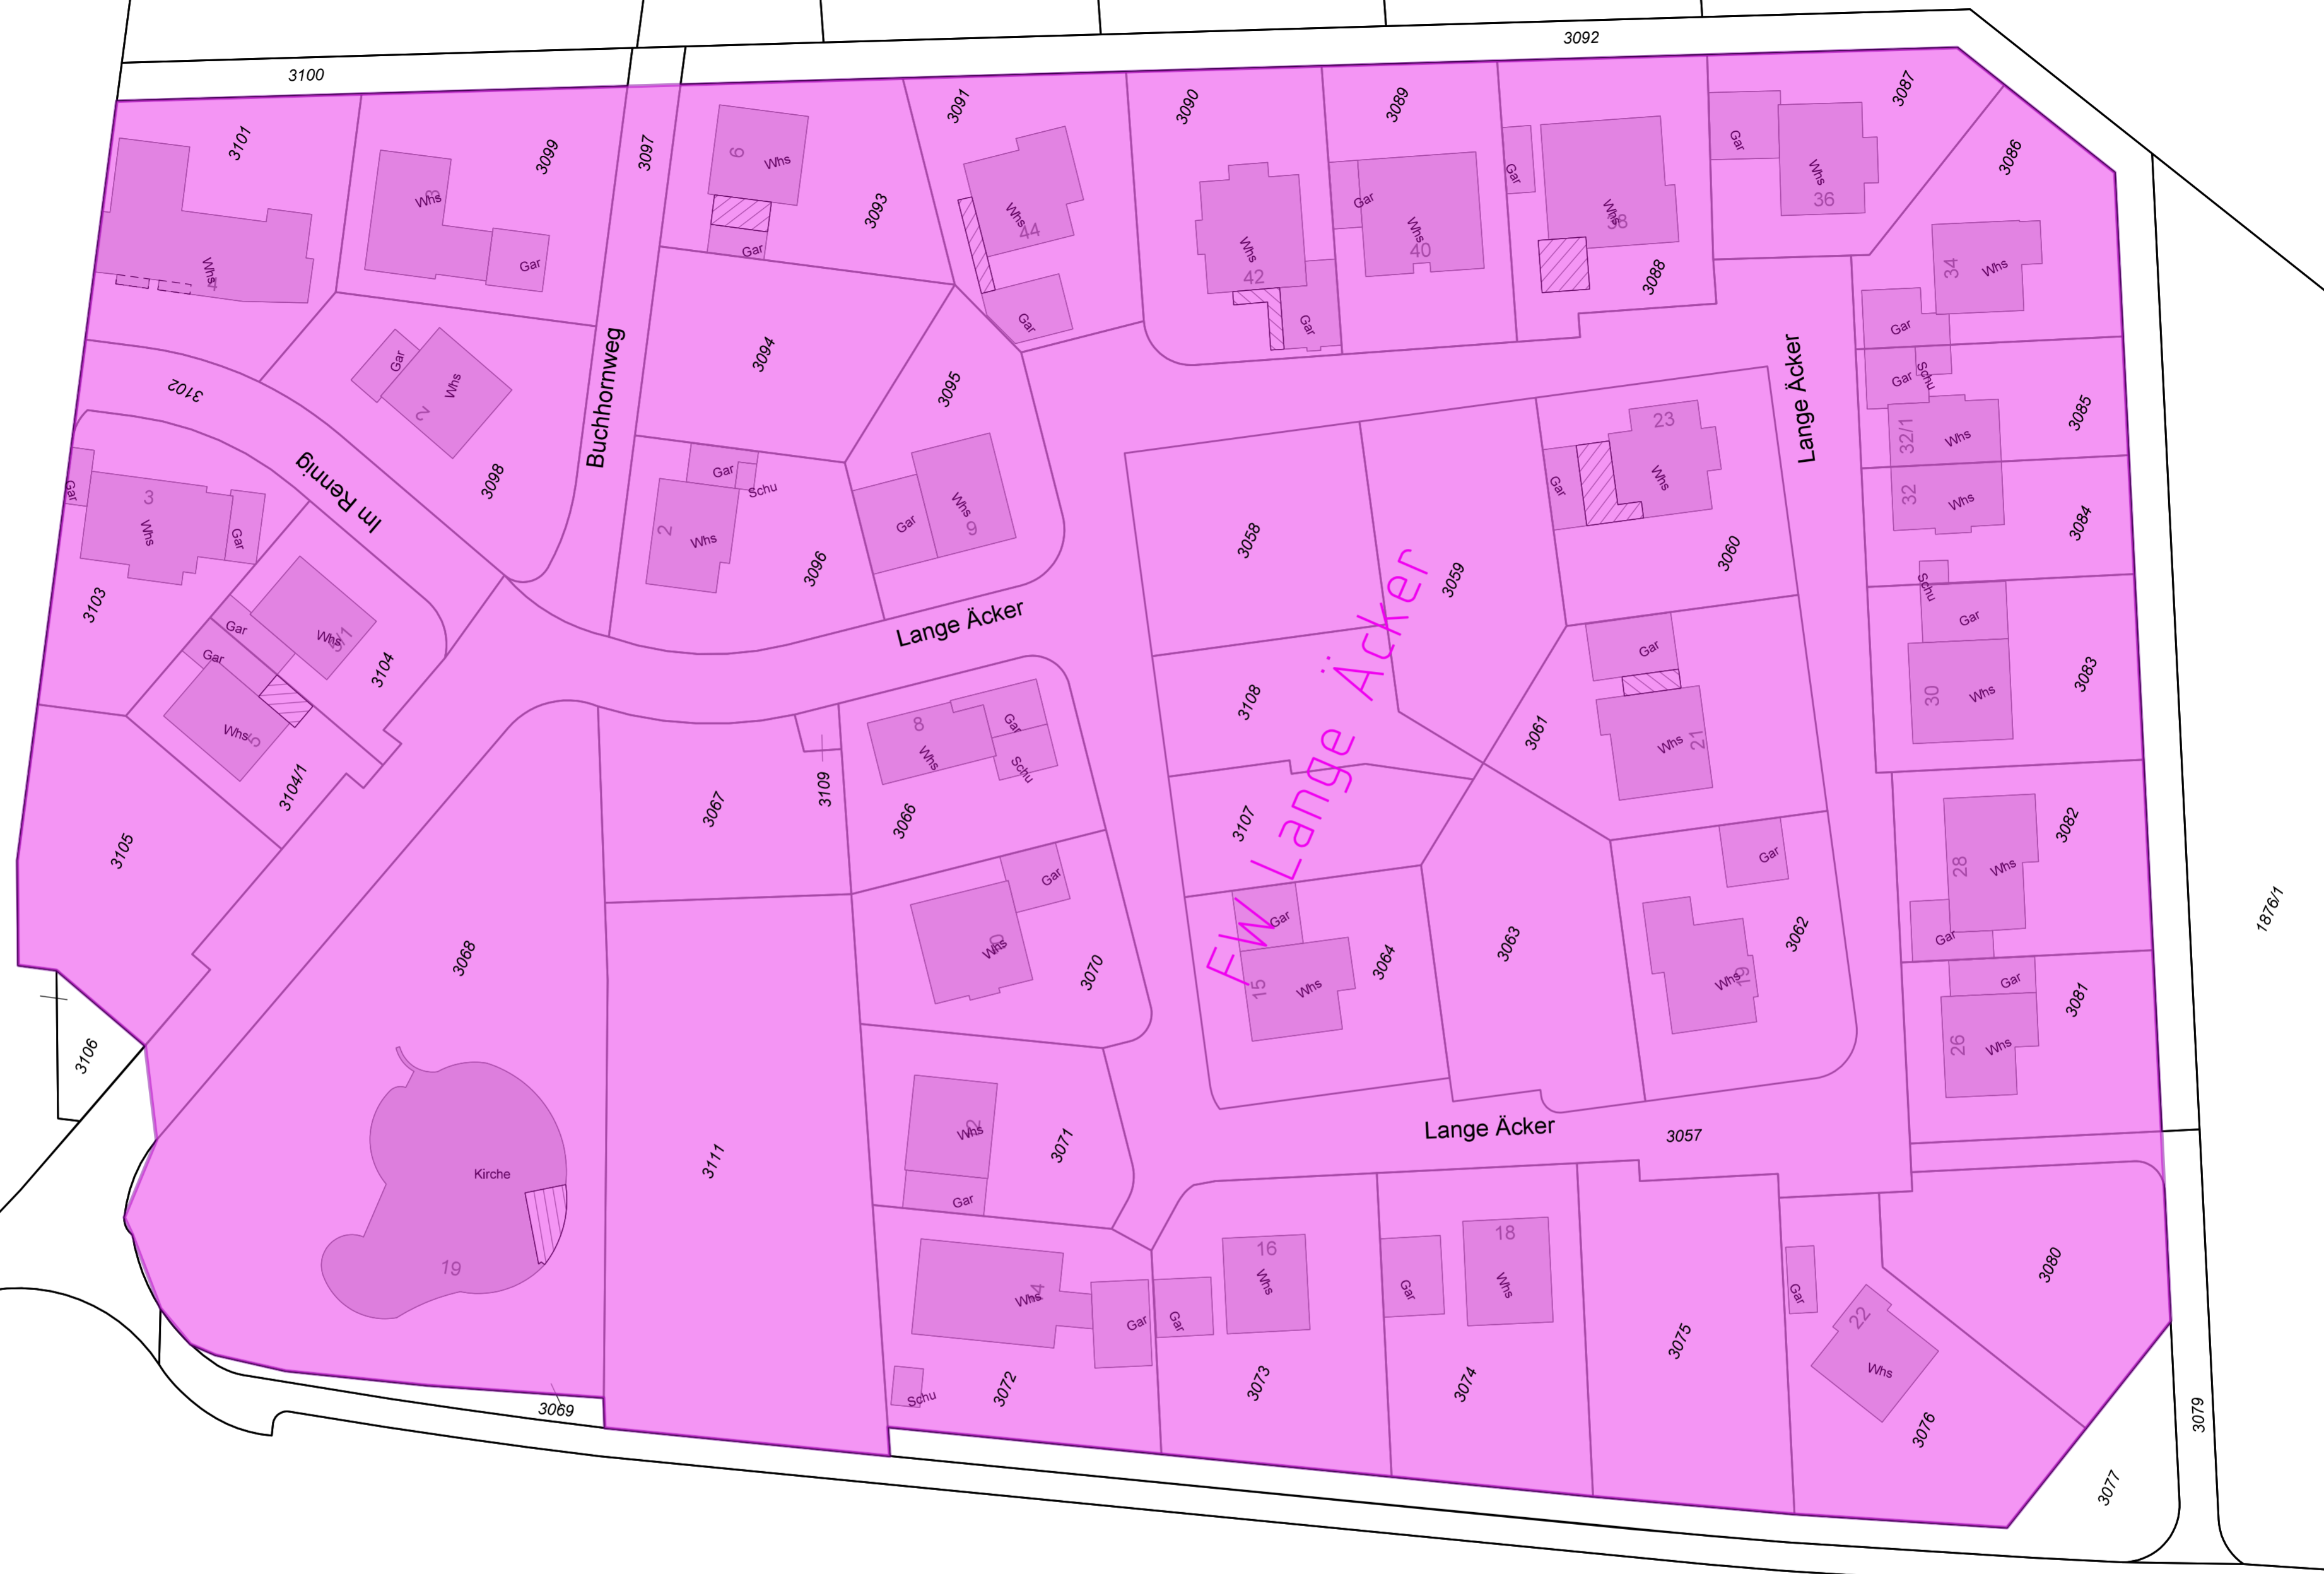 3092
3100
3101
3099
3097
3093
3091
3090
3089
3088
3087
3086
Whs
4
Whs
3
Gar
6
Whs
Gar
Whs
44
Gar
Whs
42
Gar
Gar
Whs
40
Gar
Whs
38
Gar
Whs
36
34
Whs
Gar
3102
Gar
Whs
2
3098
Buchhornweg
3094
3095
Lange Äcker
Gar
Schu
32/1
Whs
3085
32
Whs
3084
Im Rennig
Gar
3
Whs
Gar
3103
Gar
Schu
2
Whs
3096
Gar
Whs
9
3058
3059
23
Whs
Gar
3060
Schu
Gar
30
Whs
3083
Gar
Whs
5/1
3104
Gar
Whs
5
3104/1
3105
Lange Äcker
3108
FW Lange Äcker
3061
Gar
Whs
21
3067
3109
8
Whs
Gar
Schu
3066
3107
3068
Gar
Whs
3070
Gar
15
Whs
3064
3063
Gar
Whs
19
3062
28
Whs
Gar
3082
1876/1
Gar
26
Whs
3081
3106
Kirche
19
3111
Whs
Gar
3071
Lange Äcker
3057
Whs
Gar
Schu
3072
16
Whs
Gar
3073
18
Whs
Gar
3074
3075
Gar
22
Whs
3076
3080
3069
3079
3077